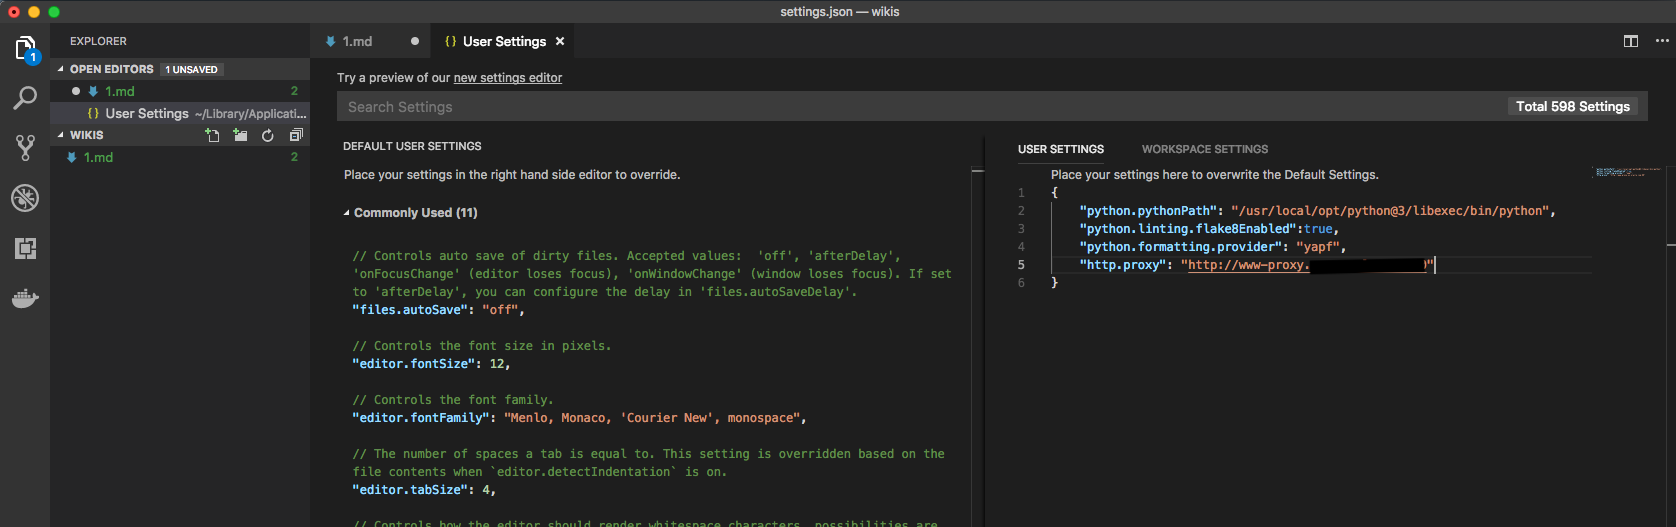 settings.json — wikis
1
EXPLORER
OPEN EDITORS 1 UNSAVED
1.md 2
{} User Settings ~/Library/Applicati...
WIKIS
1.md 2
1.md
{} User Settings
Try a preview of our new settings editor
Search Settings
Total 598 Settings
DEFAULT USER SETTINGS
Place your settings in the right hand side editor to override.
Commonly Used (11)
// Controls auto save of dirty files. Accepted values:  'off', 'afterDelay',
'onFocusChange' (editor loses focus), 'onWindowChange' (window loses focus). If set
to 'afterDelay', you can configure the delay in 'files.autoSaveDelay'.
"files.autoSave": "off",
// Controls the font size in pixels.
"editor.fontSize": 12,
// Controls the font family.
"editor.fontFamily": "Menlo, Monaco, 'Courier New', monospace",
// The number of spaces a tab is equal to. This setting is overridden based on the
file contents when `editor.detectIndentation` is on.
"editor.tabSize": 4,
// Controls how the editor should render whitespace characters, possibilities are
USER SETTINGS
WORKSPACE SETTINGS
Place your settings here to overwrite the Default Settings.
1 {
2 "python.pythonPath": "/usr/local/opt/python@3/libexec/bin/python",
3 "python.linting.flake8Enabled":true,
4 "python.formatting.provider": "yapf",
5 "http.proxy": "http://www-proxy.
6 }